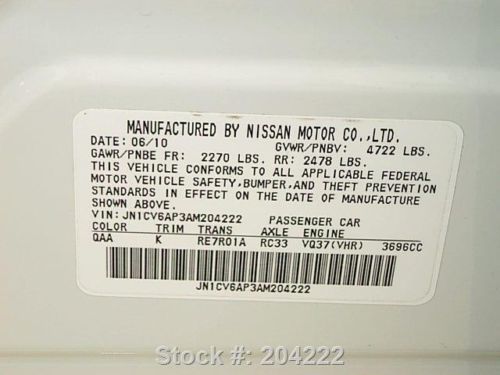 MANUFACTURED BY NISSAN MOTOR CO.,LTD.
DATE: 06/10 GVWR/PNBV: 4722 LBS.
GAWR/PNBE FR: 2270 LBS. RR: 2478 LBS.
THIS VEHICLE CONFORMS TO ALL APPLICABLE FEDERAL
MOTOR VEHICLE SAFETY, BUMPER, AND THEFT PREVENTION
STANDARDS IN EFFECT ON THE DATE OF MANUFACTURE
SHOWN ABOVE.
VIN: JN1CV6AP3AM204222 PASSENGER CAR
COLOR TRIM TRANS AXLE ENGINE
QAA K RE7R01A RC33 VQ37(VHR) 3696CC
JN1CV6AP3AM204222
Stock #: 204222